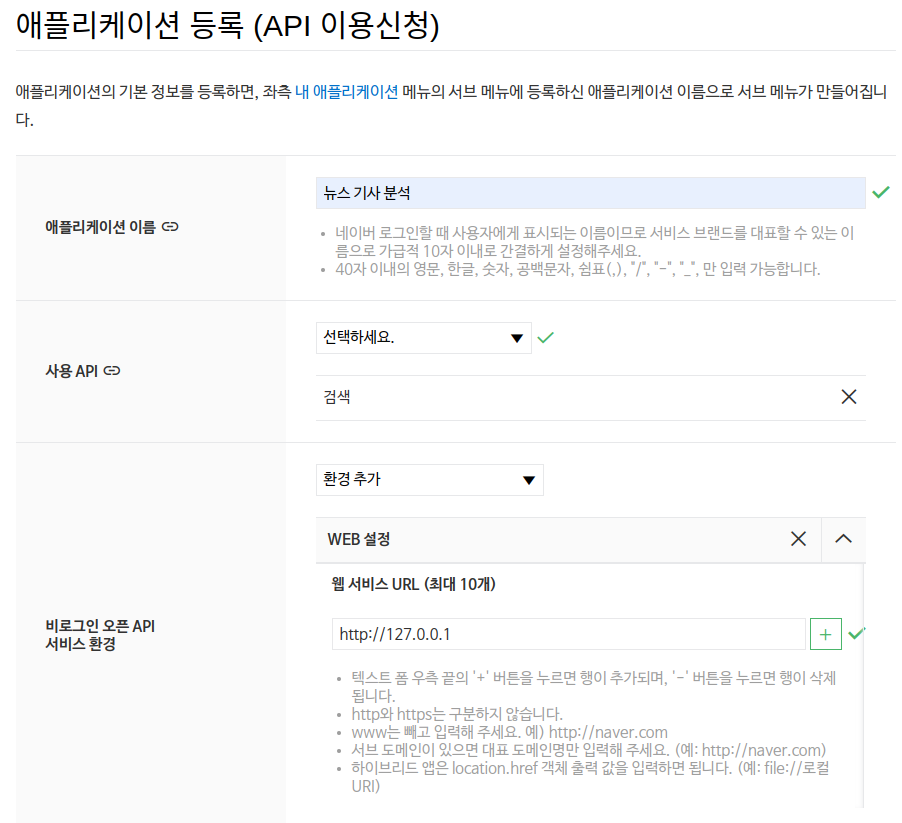 애플리케이션 등록 (API 이용신청)
애플리케이션의 기본 정보를 등록하면, 좌측 내 애플리케이션 메뉴의 서브 메뉴에 등록하신 애플리케이션 이름으로 서브 메뉴가 만들어집니
다.
애플리케이션 이름
뉴스 기사 분석
• 네이버 로그인할 때 사용자에게 표시되는 이름이므로 서비스 브랜드를 대표할 수 있는 이
름으로 가급적 10자 이내로 간결하게 설정해주세요.
• 40자 이내의 영문, 한글, 숫자, 공백문자, 쉼표(,), "/", "-", "_", 만 입력 가능합니다.
사용 API
선택하세요.
검색
비로그인 오픈 API
서비스 환경
환경 추가
WEB 설정
웹 서비스 URL (최대 10개)
http://127.0.0.1
• 텍스트 폼 우측 끝의 '+' 버튼을 누르면 행이 추가되며, '-' 버튼을 누르면 행이 삭제
됩니다.
• http와 https는 구분하지 않습니다.
• www는 빼고 입력해 주세요. 예) http://naver.com
• 서브 도메인이 있으면 대표 도메인명만 입력해 주세요. (예: http://naver.com)
• 하이브리드 앱은 location.href 객체 출력 값을 입력하면 됩니다. (예: file://로컬
URI)